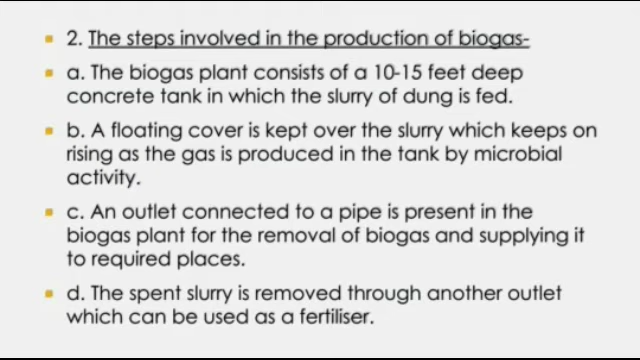 2. The steps involved in the production of biogas-
a. The biogas plant consists of a 10-15 feet deep
concrete tank in which the slurry of dung is fed.
b. A floating cover is kept over the slurry which keeps on
rising as the gas is produced in the tank by microbial
activity.
c. An outlet connected to a pipe is present in the
biogas plant for the removal of biogas and supplying it
to required places.
d. The spent slurry is removed through another outlet
which can be used as a fertiliser.